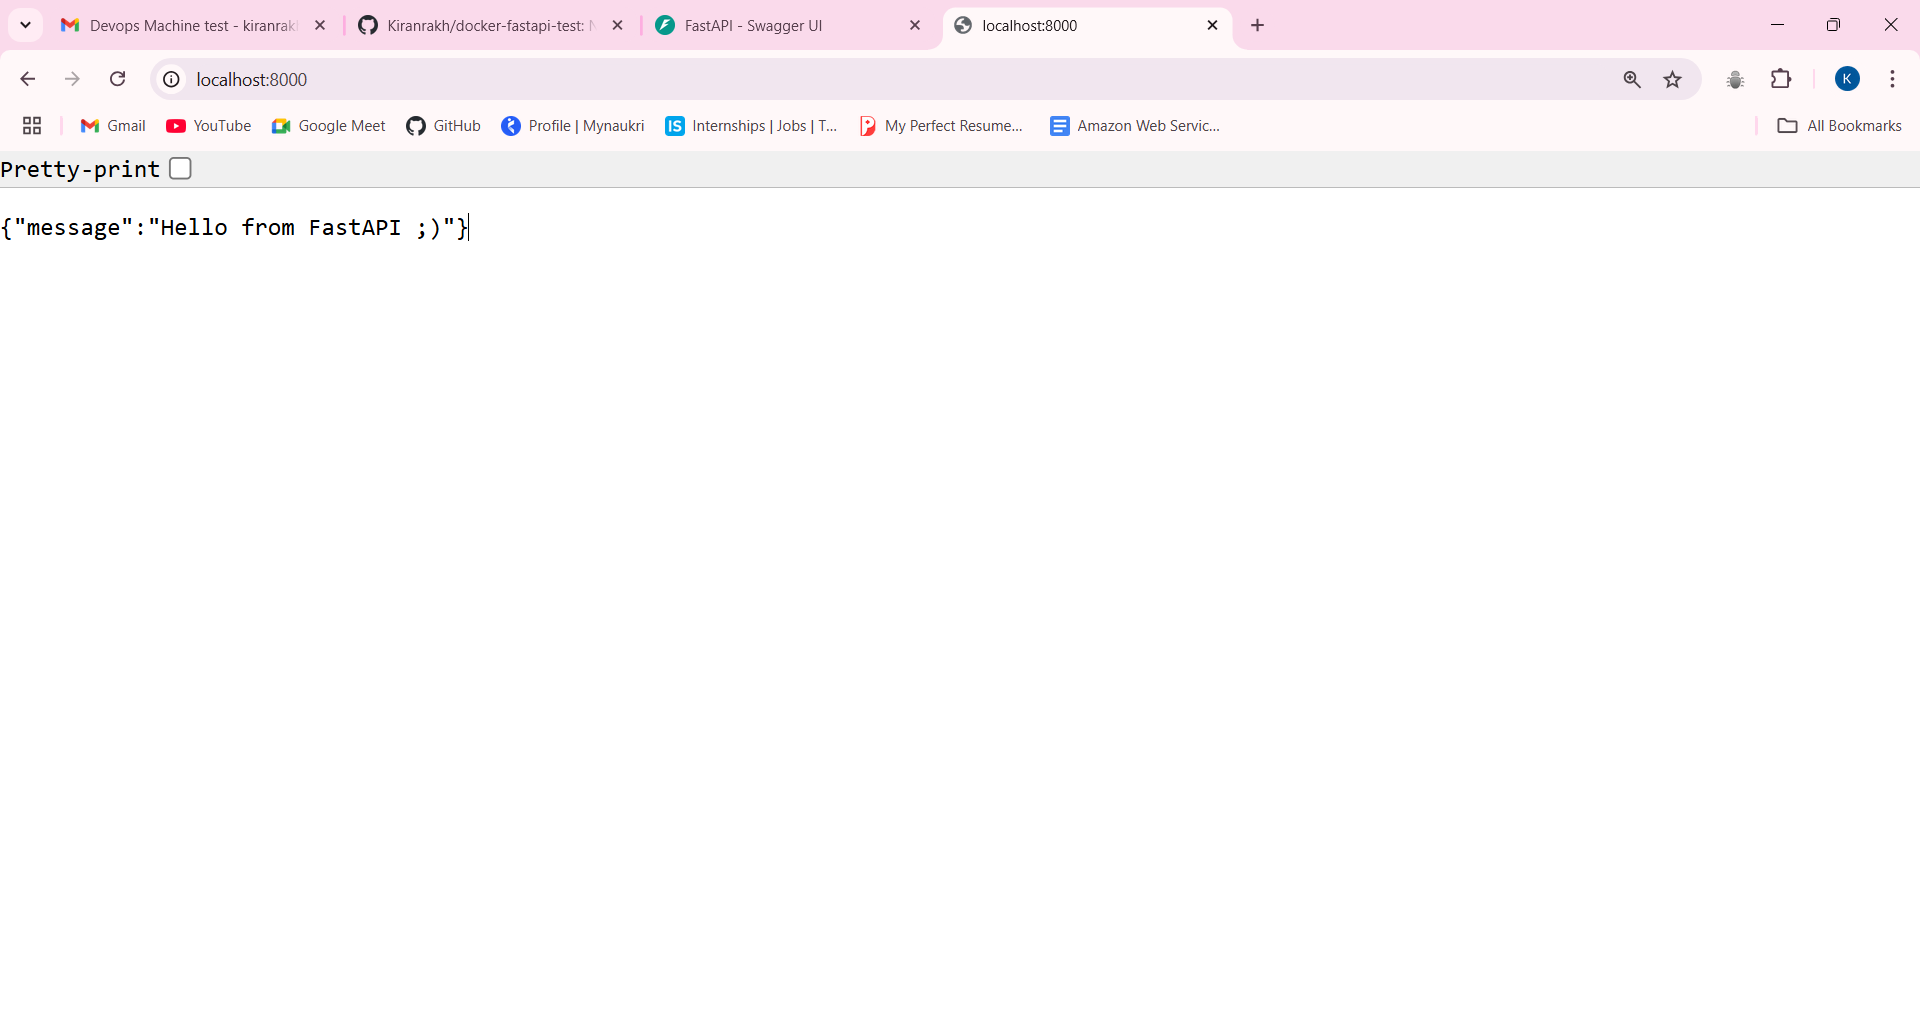 Devops Machine test - kiranrak
Kiranrakh/docker-fastapi-test:
FastAPI - Swagger UI
localhost:8000
localhost:8000
K
Gmail
YouTube
Google Meet
GitHub
Profile | Mynaukri
IS
Internships | Jobs | T...
My Perfect Resume...
Amazon Web Servic...
All Bookmarks
Pretty-print
{"message":"Hello from FastAPI ;)"}